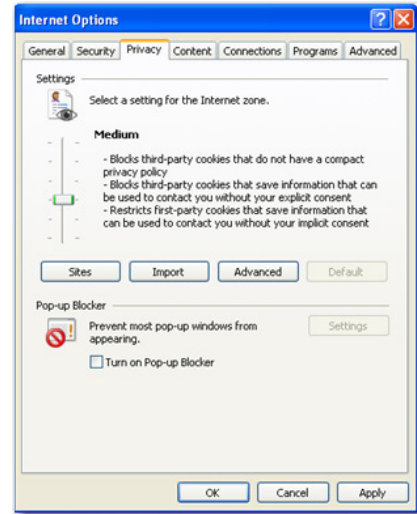 Internet Options
General Security Privacy Content Connections Programs Advanced
Settings
Select a setting for the Internet zone.
Medium
- Blocks third-party cookies that do not have a compact
privacy policy
- Blocks third-party cookies that save information that can
be used to contact you without your explicit consent
- Restricts first-party cookies that save information that
can be used to contact you without your implicit consent
Sites Import Advanced Default
Pop-up Blocker
Prevent most pop-up windows from Settings
appearing.
Turn on Pop-up Blocker
OK Cancel Apply